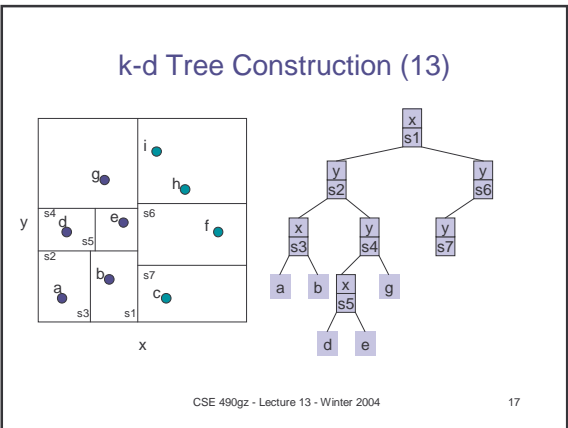 k-d Tree Construction (13)
i
g
h
s4
d
e
s6
f
y
s5
s2
b
s7
a
c
s3
s1
x
x
s1
y
s2
y
s6
x
s3
y
s4
y
s7
a
b
x
s5
g
d
e
CSE 490gz - Lecture 13 - Winter 2004
17